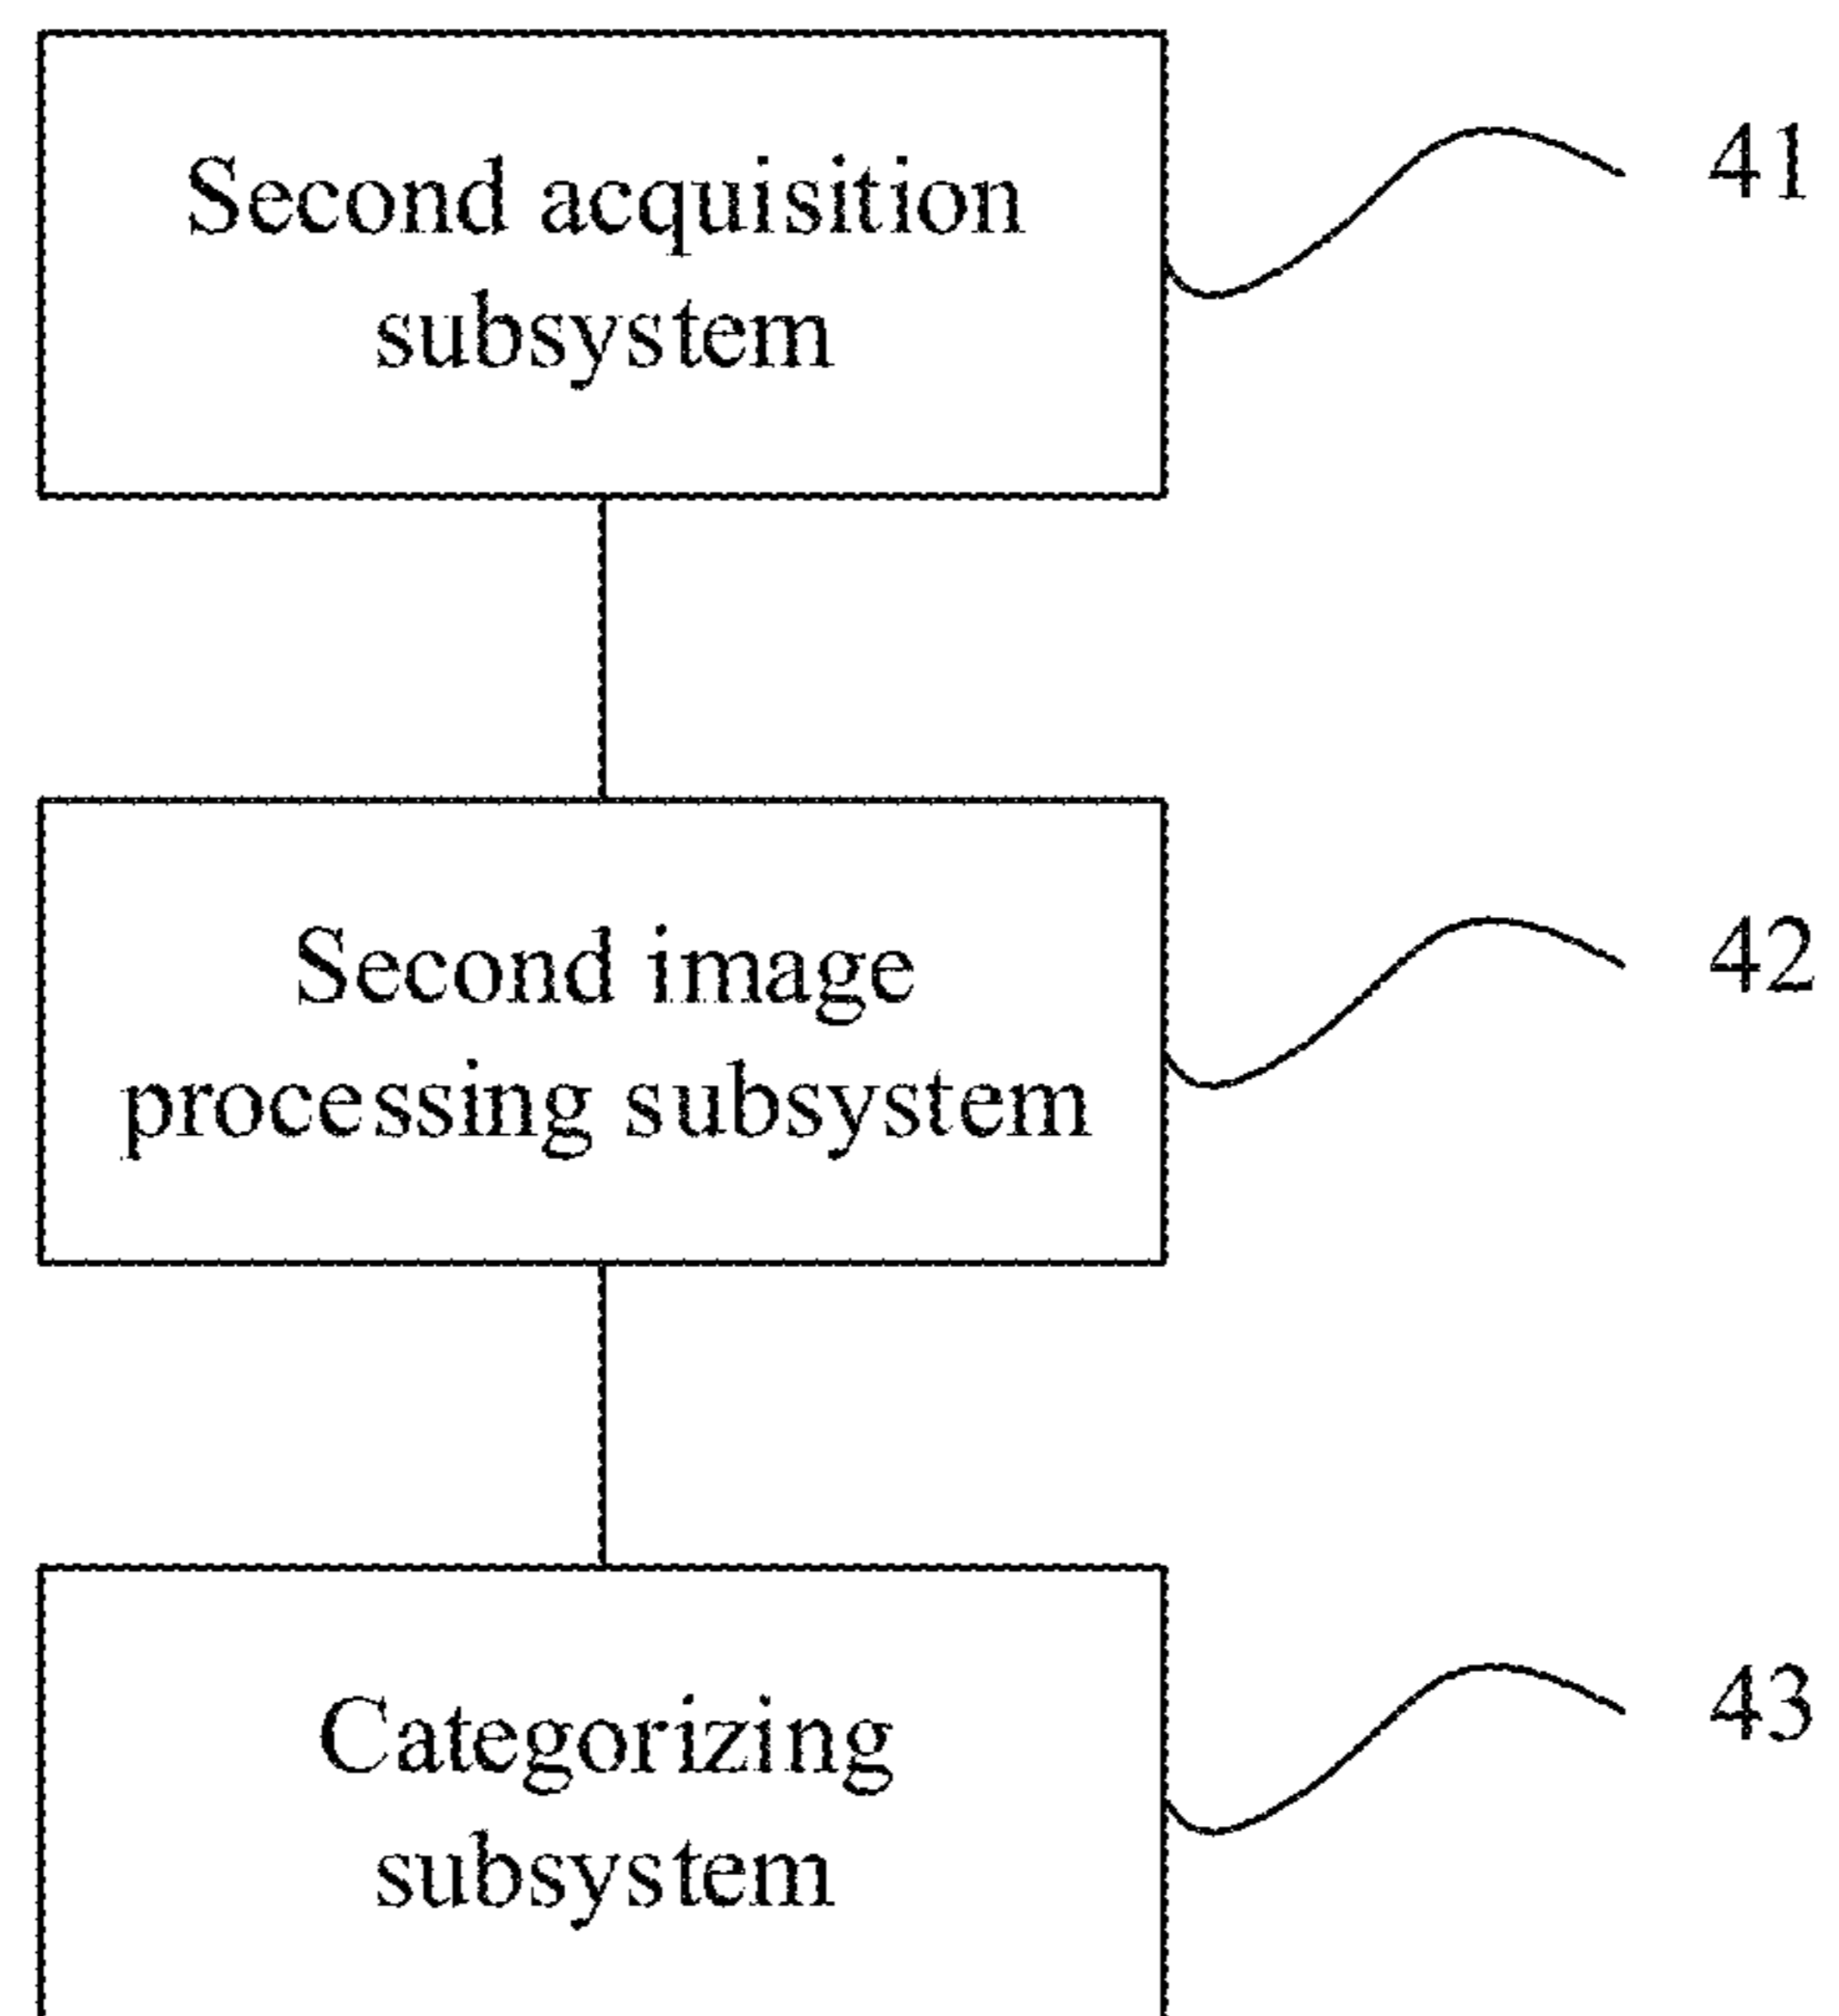 Second acquisition
subsystem
41
Second image
processing subsystem
42
Categorizing
subsystem
43